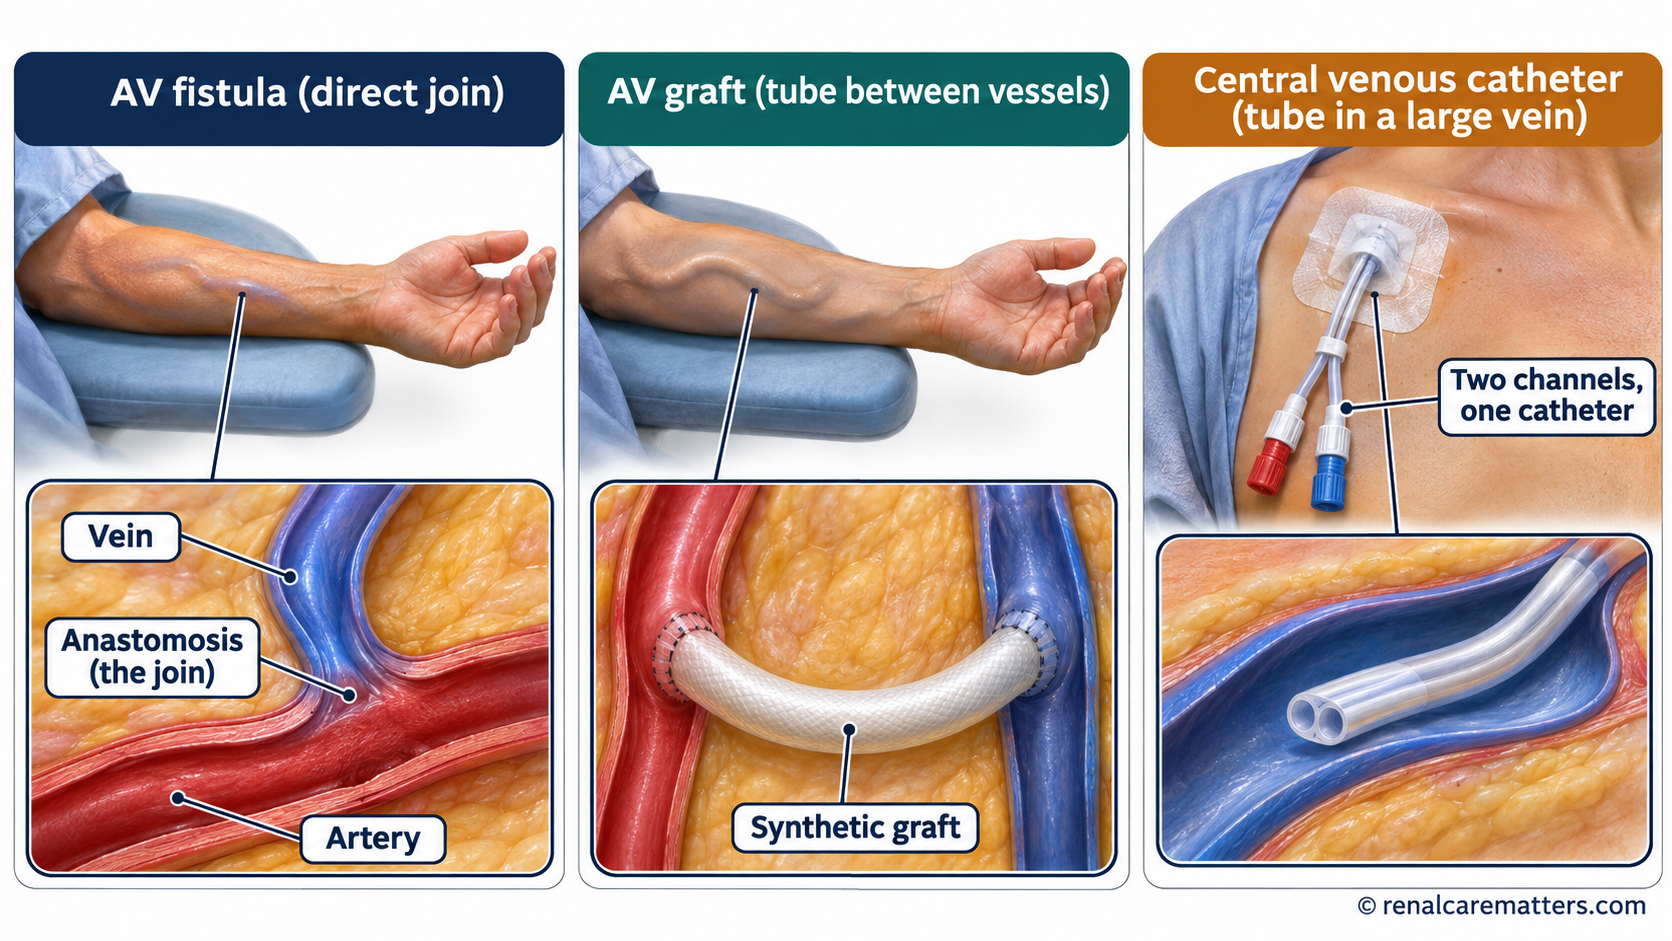 AV fistula (direct join)
Vein
Anastomosis
(the join)
Artery
AV graft (tube between vessels)
Synthetic graft
Central venous catheter
(tube in a large vein)
Two channels,
one catheter
© renalcarematters.com